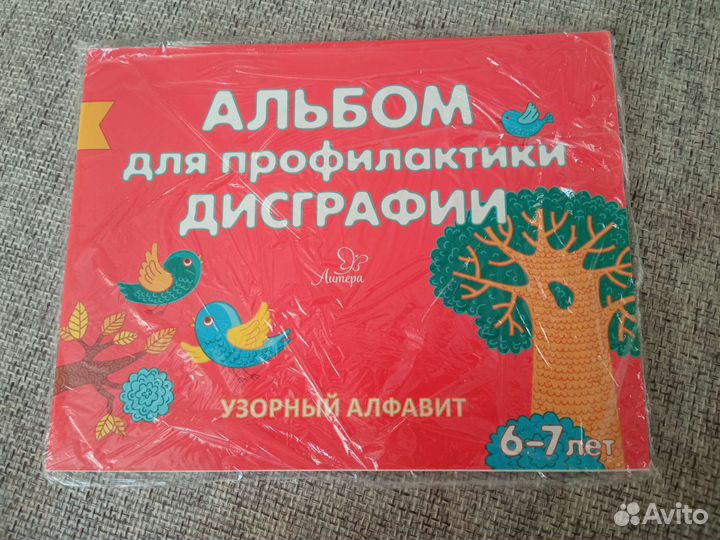 АЛЬБОМ
для профилактики
ДИСГРАФИИ
Литера
УЗОРНЫЙ АЛФАВИТ
6–7 лет
Avito